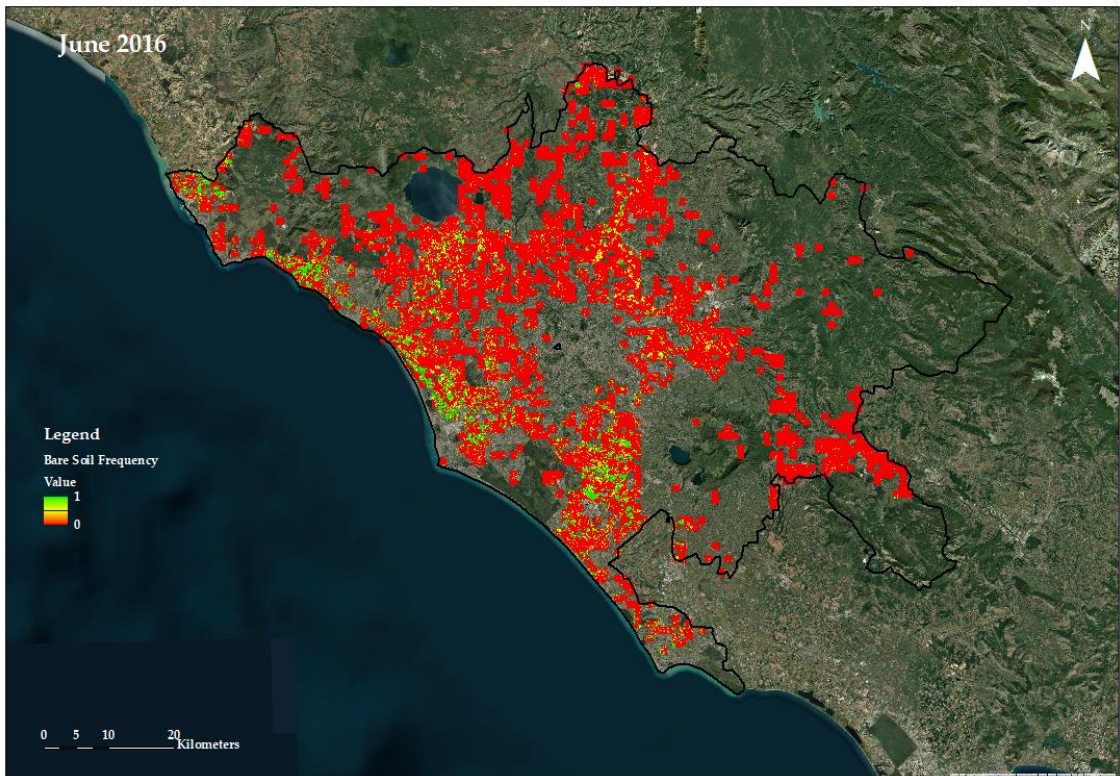 June 2016
N
Legend
Bare Soil Frequency
Value
1
0
0 5 10 20
Kilometers